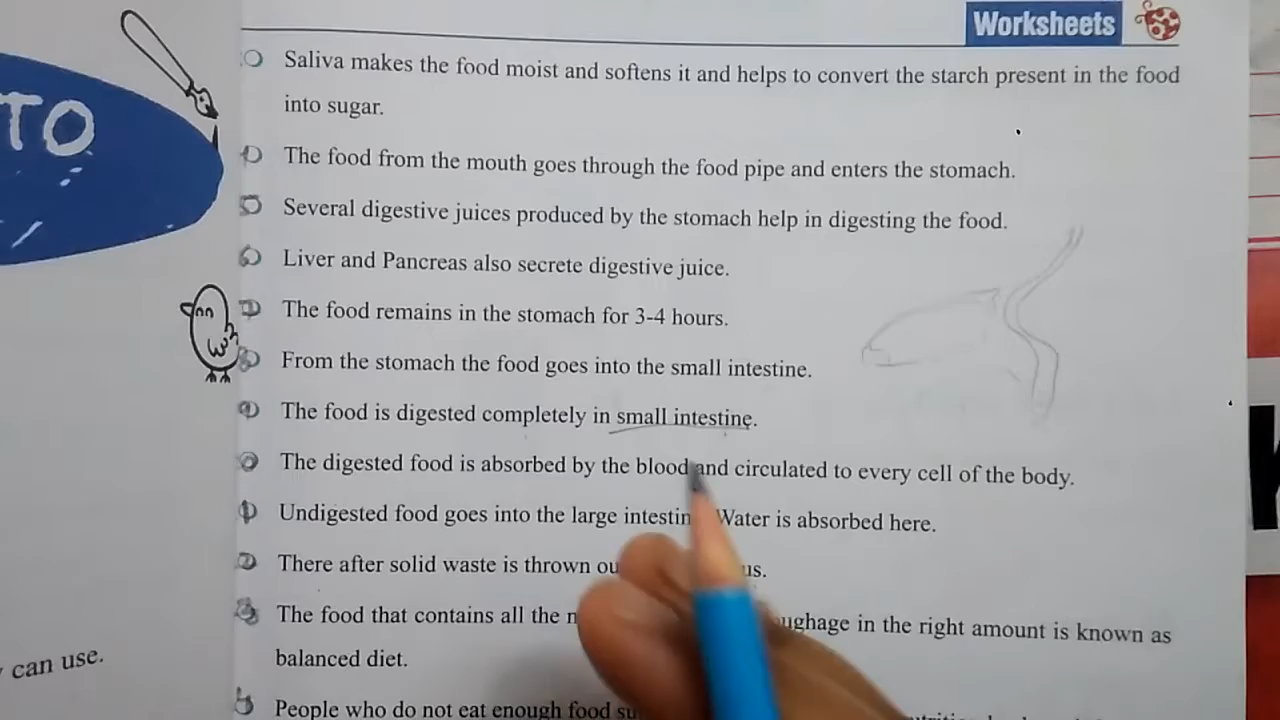 Worksheets
TO
Saliva makes the food moist and softens it and helps to convert the starch present in the food
into sugar.
The food from the mouth goes through the food pipe and enters the stomach.
Several digestive juices produced by the stomach help in digesting the food.
Liver and Pancreas also secrete digestive juice.
The food remains in the stomach for 3-4 hours.
From the stomach the food goes into the small intestine.
The food is digested completely in small intestine.
The digested food is absorbed by the blood and circulated to every cell of the body.
Undigested food goes into the large Water is absorbed here.
There after solid waste is thrown
The food that contains all the in the right amount is known as
balanced diet.
can use.
People who do not eat enough food